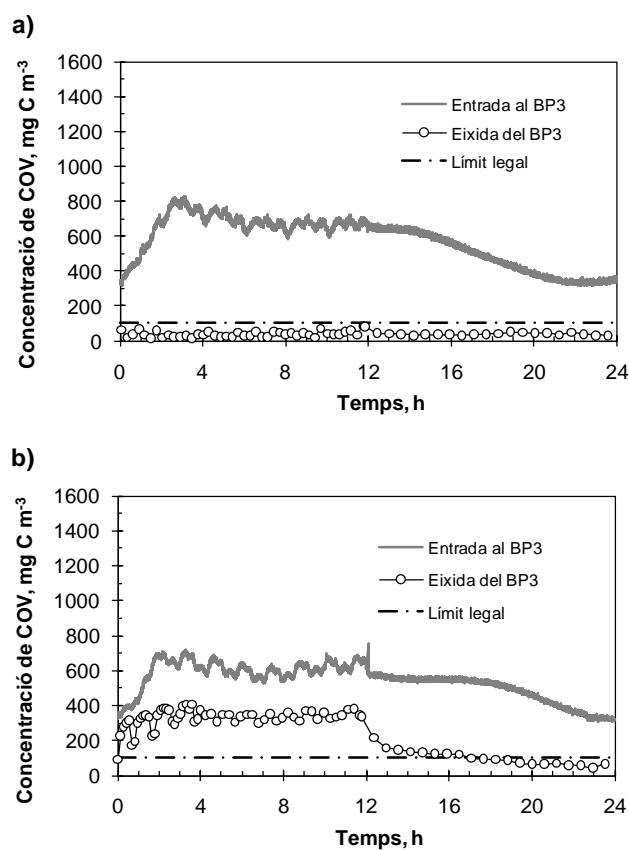 a)
Concentració de COV, mg C m-3
1600
1400
1200
1000
800
600
400
200
0
Entrada al BP3
Eixida del BP3
Límit legal
0 4 8 12 16 20 24
Temps, h
b)
Concentració de COV, mg C m-3
1600
1400
1200
1000
800
600
400
200
0
Entrada al BP3
Eixida del BP3
Límit legal
0 4 8 12 16 20 24
Temps, h